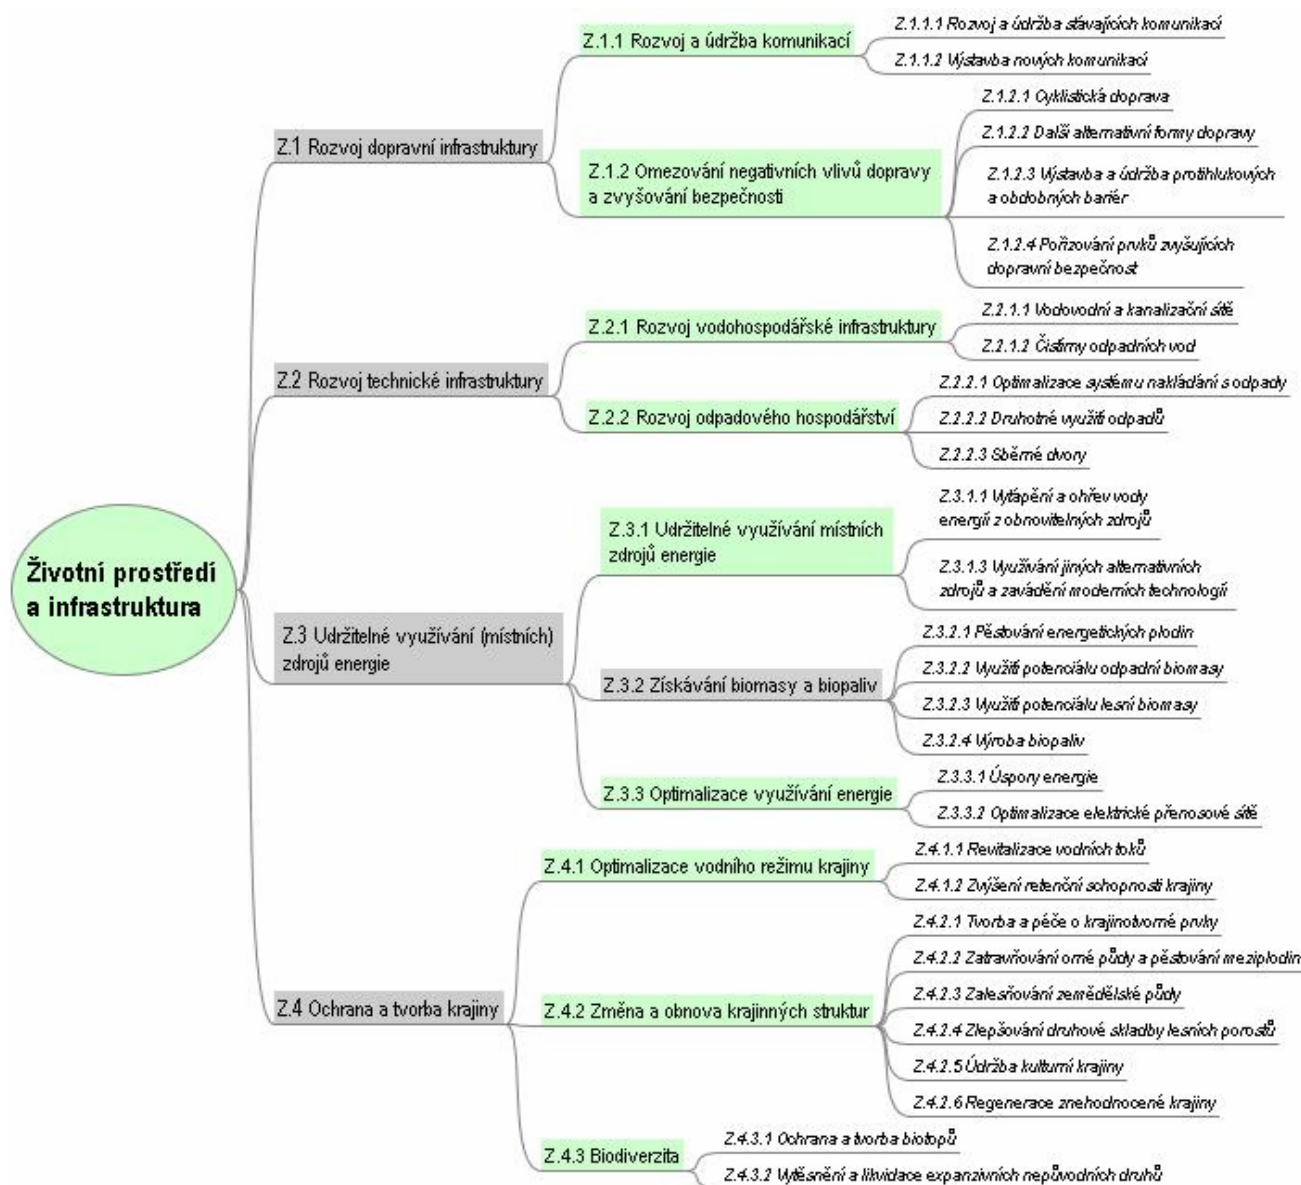 Životní prostředí
a infrastruktura
Z.1 Rozvoj dopravní infrastruktury
Z.1.1 Rozvoj a údržba komunikací
Z.1.1.1 Rozvoj a údržba stávajících komunikací
Z.1.1.2 Výstavba nových komunikací
Z.1.2 Omezování negativních vlivů dopravy
a zvyšování bezpečnosti
Z.1.2.1 Cyklistická doprava
Z.1.2.2 Další alternativní formy dopravy
Z.1.2.3 Výstavba a údržba protihlukových
a obdobných bariér
Z.1.2.4 Pořizování prvků zvyšujících
dopravní bezpečnost
Z.2 Rozvoj technické infrastruktury
Z.2.1 Rozvoj vodohospodářské infrastruktury
Z.2.1.1 Vodovodní a kanalizační sítě
Z.2.1.2 Čistírny odpadních vod
Z.2.2 Rozvoj odpadového hospodářství
Z.2.2.1 Optimalizace systému nakládání s odpady
Z.2.2.2 Druhotné využití odpadů
Z.2.2.3 Sběrné dvory
Z.3 Udržitelné využívání (místních)
zdrojů energie
Z.3.1 Udržitelné využívání místních
zdrojů energie
Z.3.1.1 Vytápění a ohřev vody
energií z obnovitelných zdrojů
Z.3.1.3 Využívání jiných alternativních
zdrojů a zavádění moderních technologií
Z.3.2 Získávání biomasy a biopaliv
Z.3.2.1 Pěstování energetických plodin
Z.3.2.2 Využití potenciálu odpadní biomasy
Z.3.2.3 Využití potenciálu lesní biomasy
Z.3.2.4 Výroba biopaliv
Z.3.3 Optimalizace využívání energie
Z.3.3.1 Úspory energie
Z.3.3.2 Optimalizace elektrické přenosové sítě
Z.4 Ochrana a tvorba krajiny
Z.4.1 Optimalizace vodního režimu krajiny
Z.4.1.1 Revitalizace vodních toků
Z.4.1.2 Zvýšení retenční schopnosti krajiny
Z.4.2 Změna a obnova krajinných struktur
Z.4.2.1 Tvorba a péče o krajinotvorné prvky
Z.4.2.2 Zatravňování orné půdy a pěstování meziplodin
Z.4.2.3 Zalesňování zemědělské půdy
Z.4.2.4 Zlepšování druhové skladby lesních porostů
Z.4.2.5 Údržba kulturní krajiny
Z.4.2.6 Regenerace znehodnocené krajiny
Z.4.3 Biodiverzita
Z.4.3.1 Ochrana a tvorba biotopů
Z.4.3.2 Vytěsnění a likvidace expanzivních nepůvodních druhů